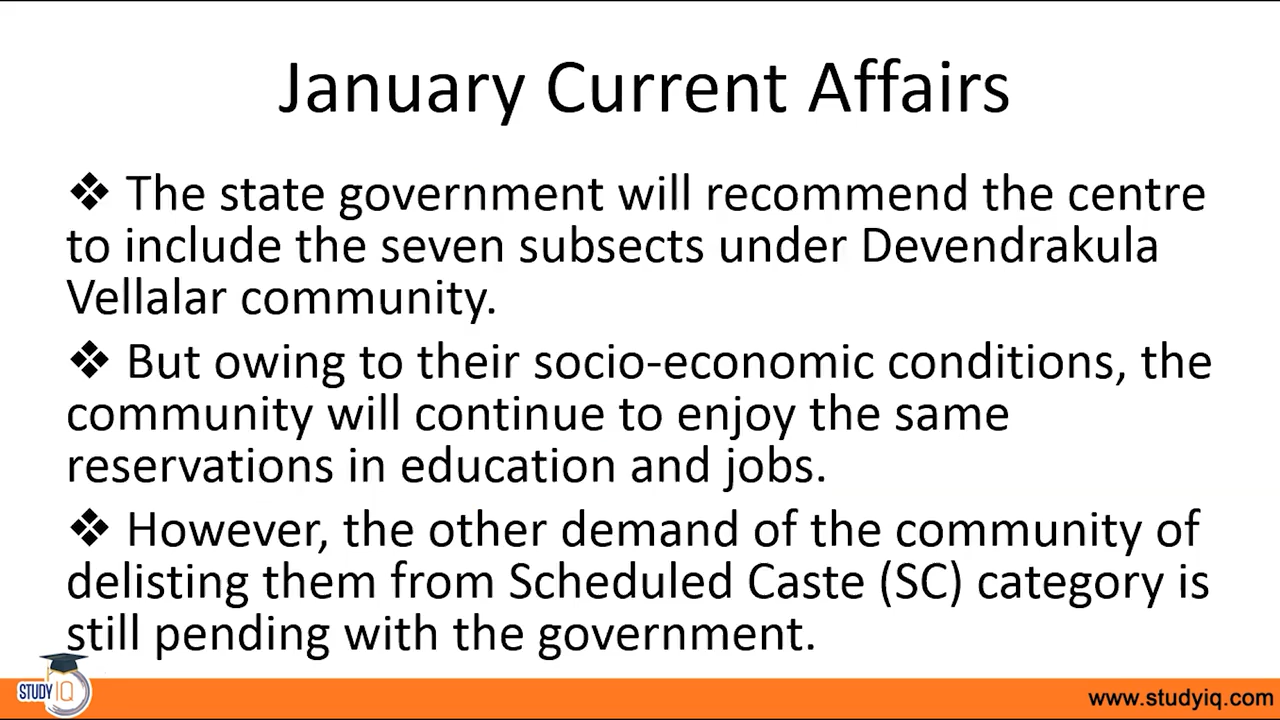 January Current Affairs
❖ The state government will recommend the centre
to include the seven subsects under Devendrakula
Vellalar community.
❖ But owing to their socio-economic conditions, the
community will continue to enjoy the same
reservations in education and jobs.
❖ However, the other demand of the community of
delisting them from Scheduled Caste (SC) category is
still pending with the government.
STUDY IQ
www.studyiq.com